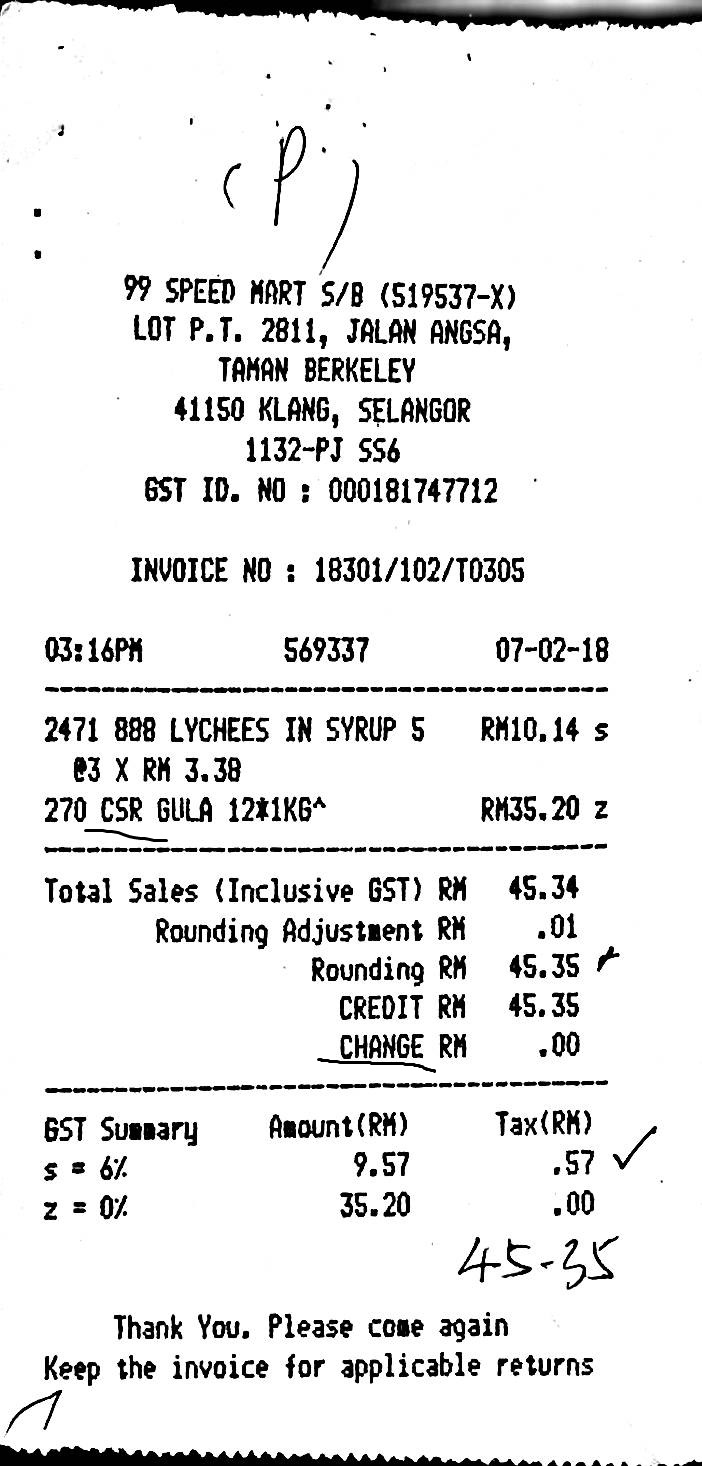 (P)
99 SPEED MART S/B (519537-X)
LOT P.T. 2811, JALAN ANGSA,
TAMAN BERKELEY
41150 KLANG, SELANGOR
1132-PJ SS6
GST ID. NO : 000181747712
INVOICE NO : 18301/102/T0305
03:16PM 569337 07-02-18
2471 888 LYCHEES IN SYRUP 5 RM10.14 s
@3 X RM 3.38
270 CSR GULA 12*1KG^ RM35.20 z
Total Sales (Inclusive GST) RM 45.34
Rounding Adjustment RM .01
Rounding RM 45.35
CREDIT RM 45.35
CHANGE RM .00
GST Summary Amount(RM) Tax(RM)
s = 6% 9.57 .57
z = 0% 35.20 .00
45-35
Thank You. Please come again
Keep the invoice for applicable returns